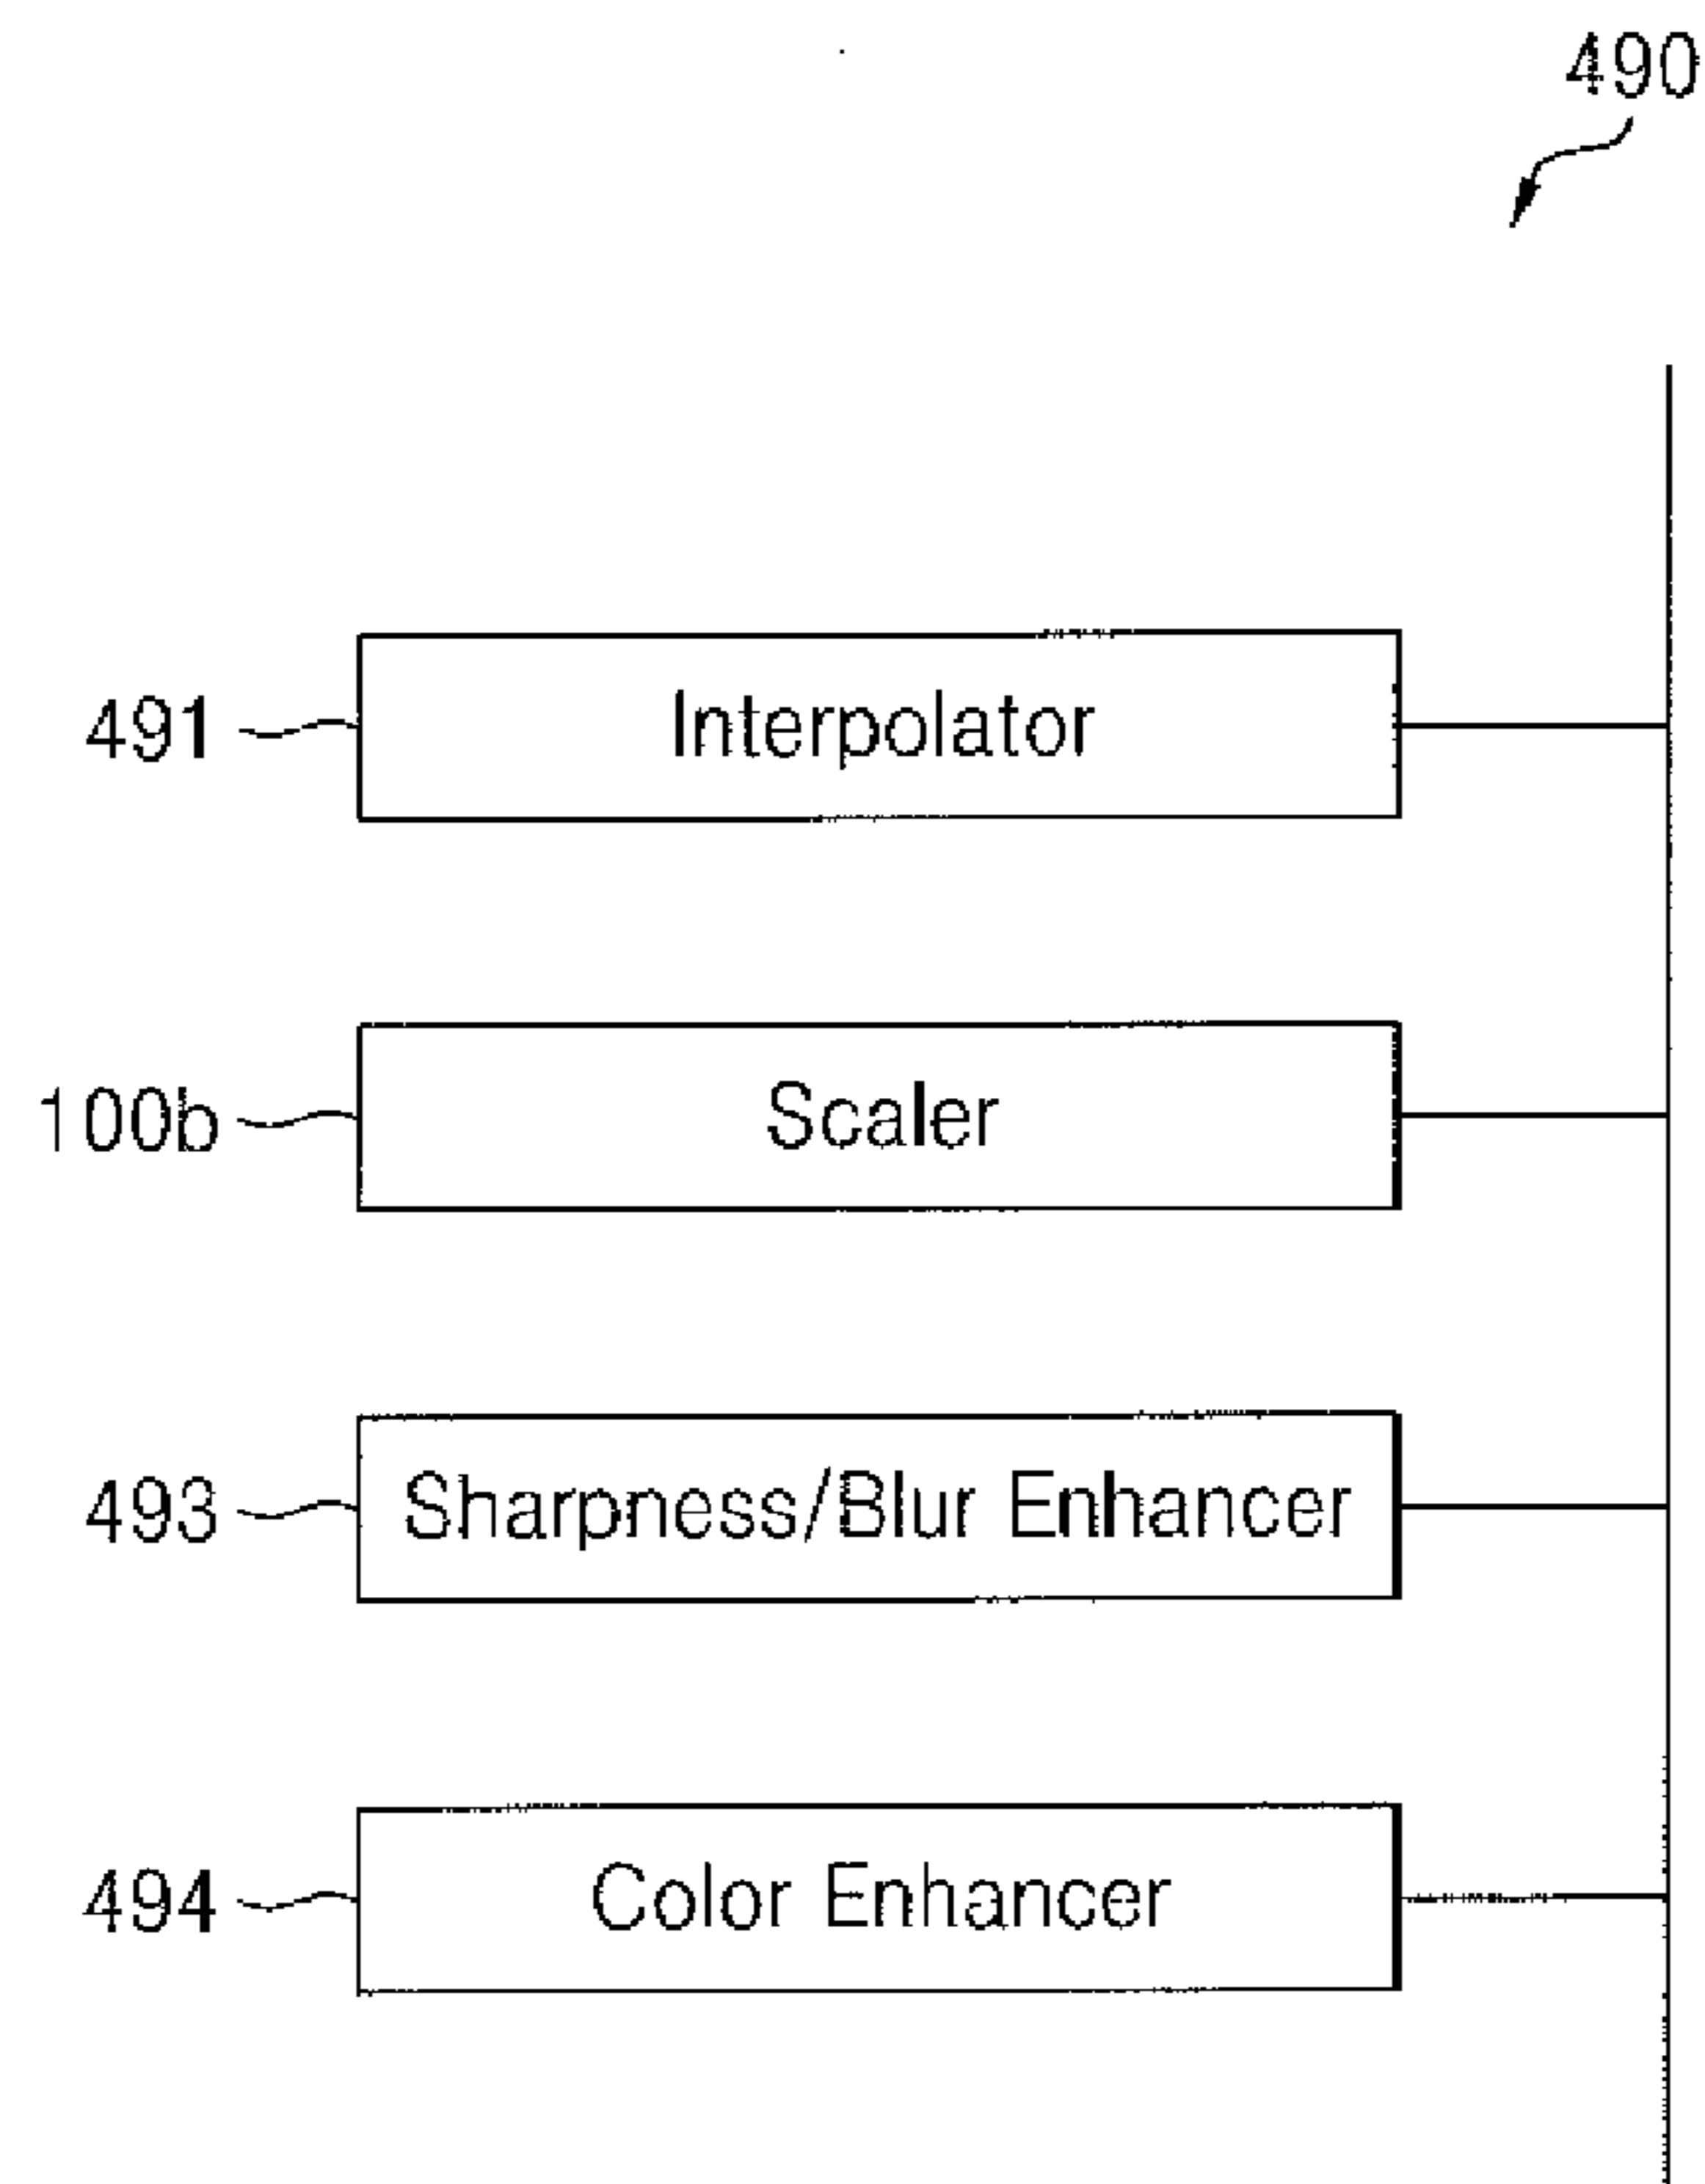 490
491 Interpolator
100b Scaler
493 Sharpness/Blur Enhancer
494 Color Enhancer